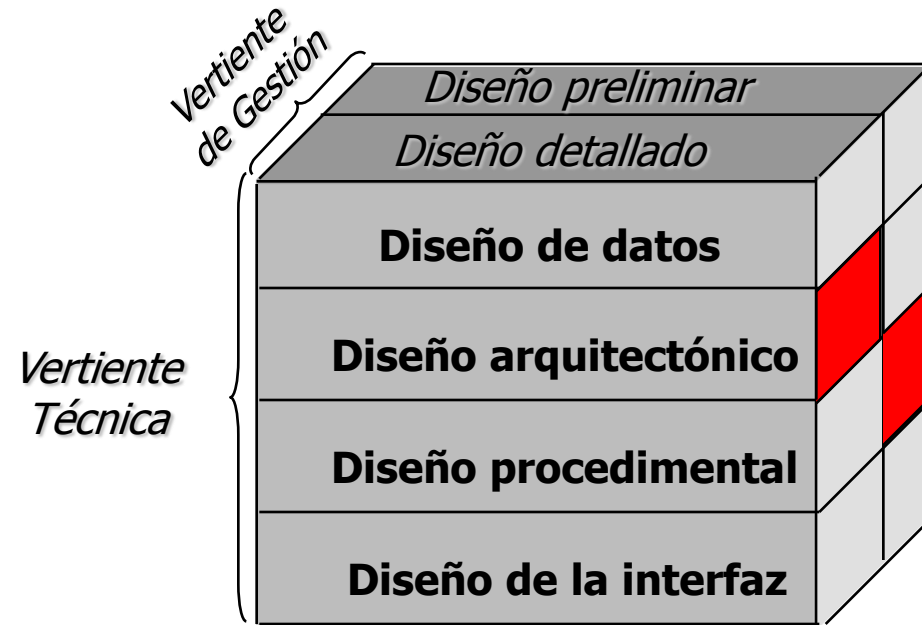 Vertiente
de Gestión
Diseño preliminar
Diseño detallado
Diseño de datos
Diseño arquitectónico
Vertiente
Técnica
Diseño procedimental
Diseño de la interfaz